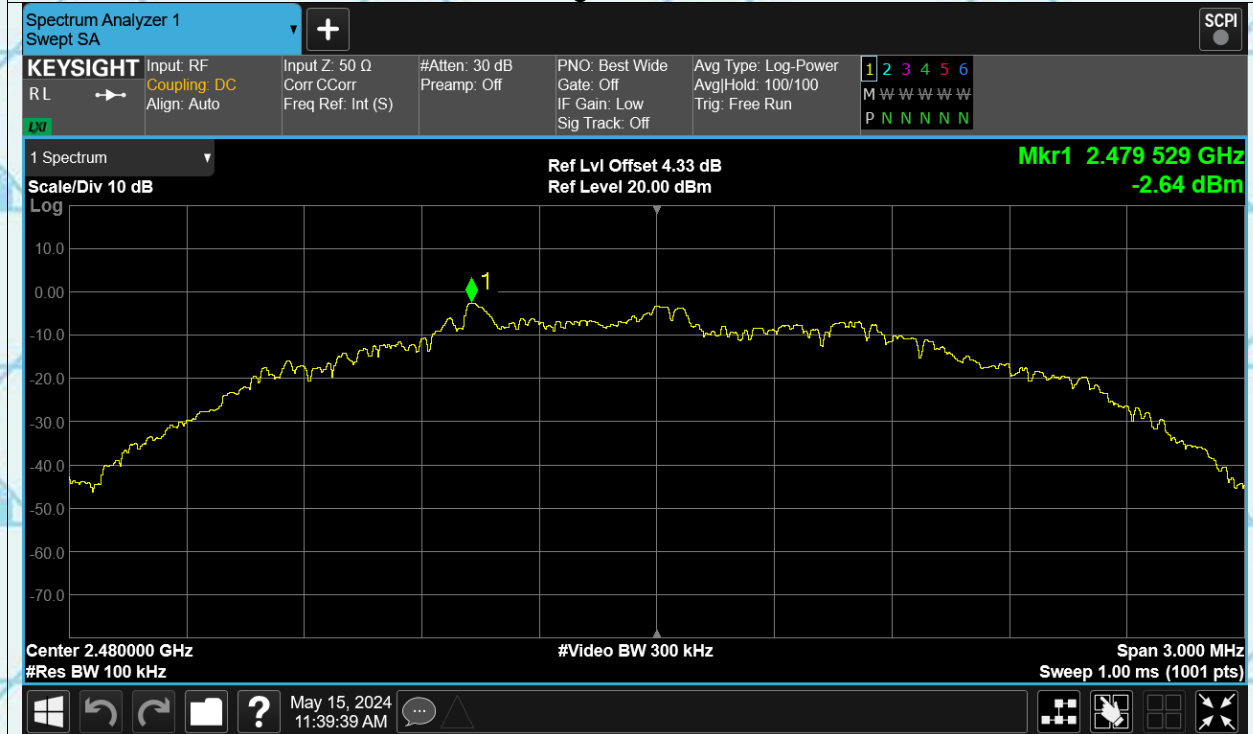 Spectrum Analyzer 1
Swept SA
+
SCPI
KEYSIGHT
R L
LXI
Input: RF
Coupling: DC
Align: Auto
Input Z: 50 Ω
Corr CCorr
Freq Ref: Int (S)
#Atten: 30 dB
Preamp: Off
PNO: Best Wide
Gate: Off
IF Gain: Low
Sig Track: Off
Avg Type: Log-Power
Avg|Hold: 100/100
Trig: Free Run
1 2 3 4 5 6
M W W W W W
P N N N N N
1 Spectrum
Scale/Div 10 dB
Ref Lvl Offset 4.33 dB
Ref Level 20.00 dBm
Mkr1 2.479 529 GHz
-2.64 dBm
Log
10.0
1
0.00
-10.0
-20.0
-30.0
-40.0
-50.0
-60.0
-70.0
Center 2.480000 GHz
#Video BW 300 kHz
Span 3.000 MHz
#Res BW 100 kHz
Sweep 1.00 ms (1001 pts)
?
May 15, 2024
11:39:39 AM